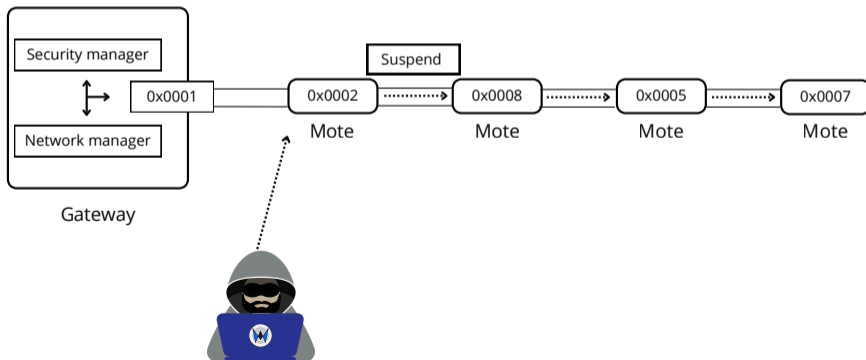 Security manager
Suspend
0x0001
0x0002
0x0008
0x0005
0x0007
Network manager
Mote
Mote
Mote
Mote
Gateway